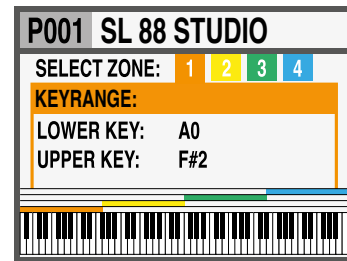 P001 SL 88 STUDIO
SELECT ZONE: 1 2 3 4
KEYRANGE:
LOWER KEY: A0
UPPER KEY: F#2